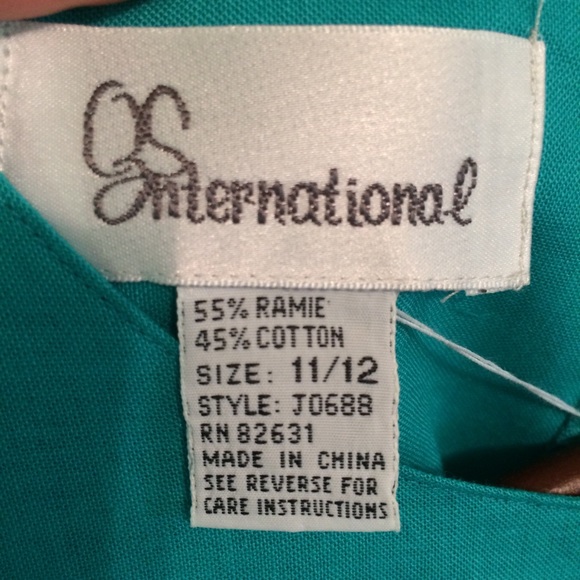 GS
International
55% RAMIE
45% COTTON
SIZE: 11/12
STYLE: J0688
RN 82631
MADE IN CHINA
SEE REVERSE FOR
CARE INSTRUCTIONS